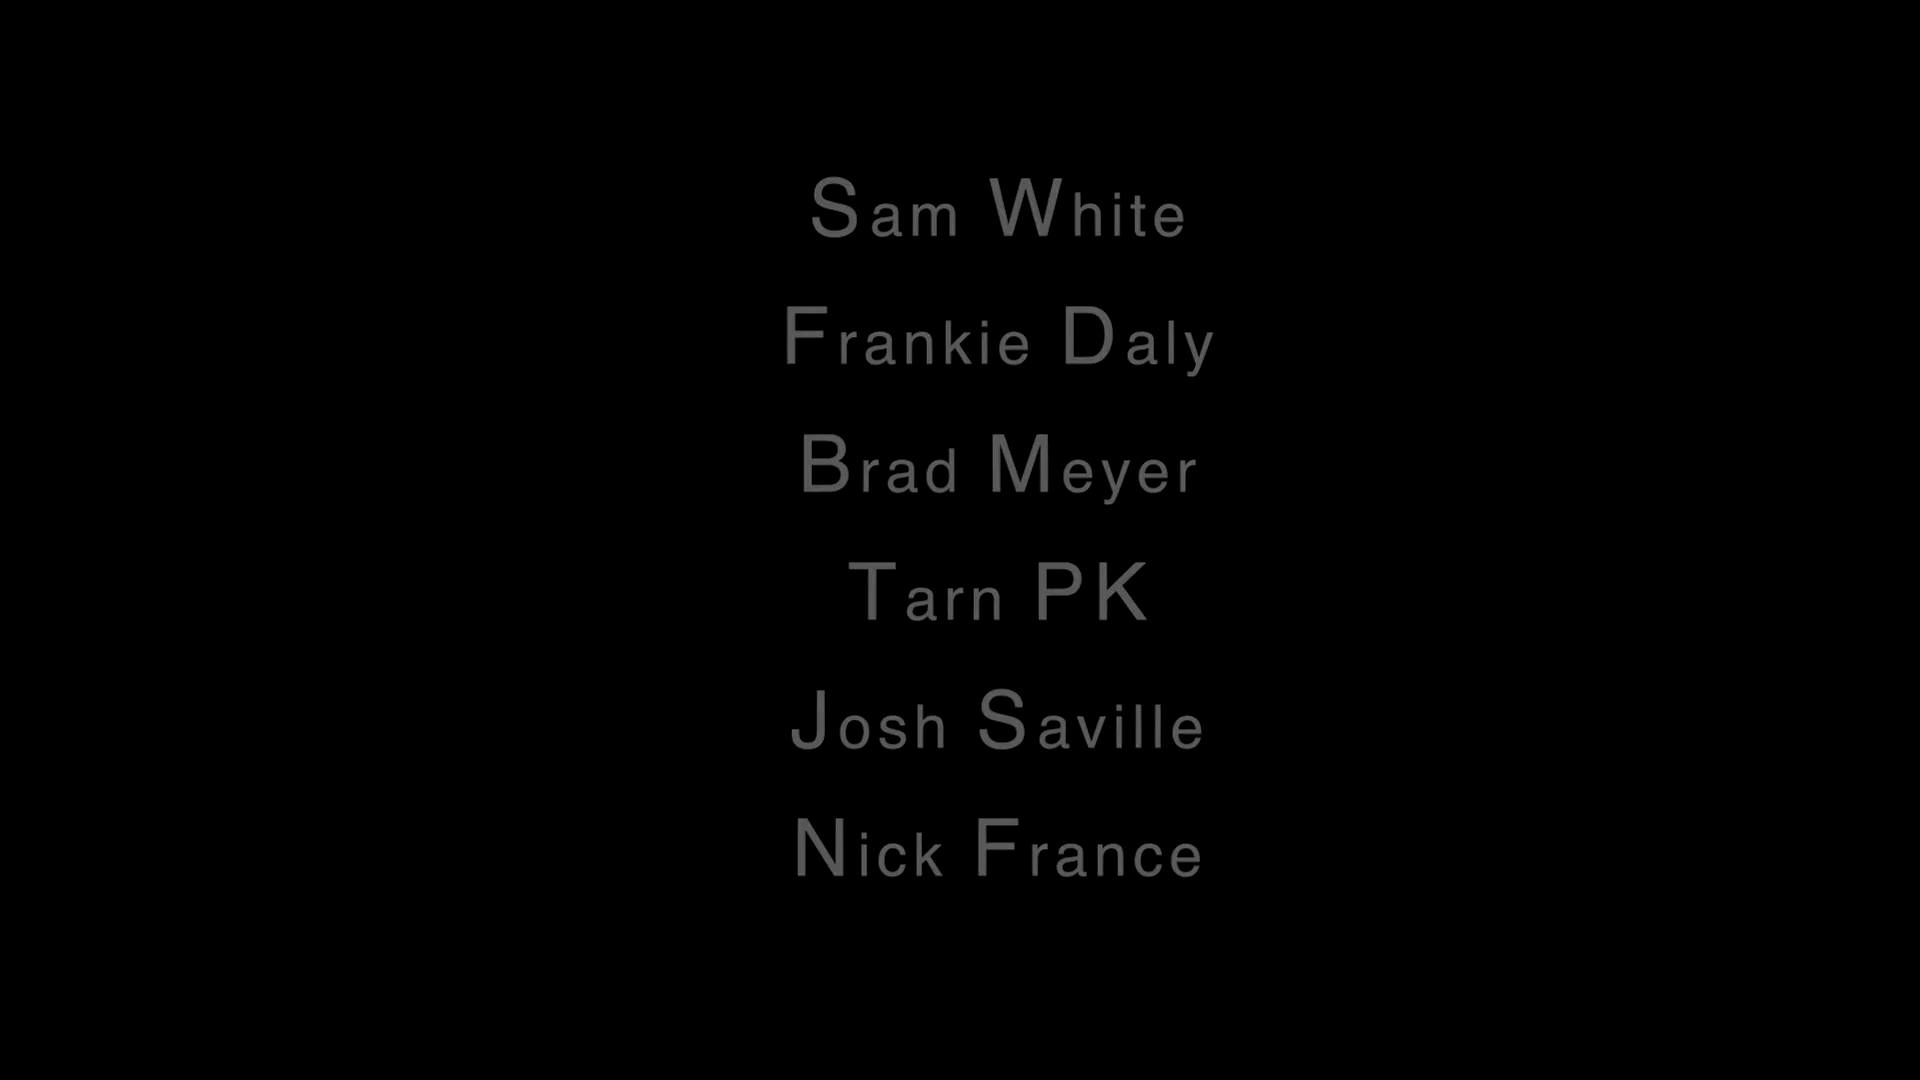 Sam White
Frankie Daly
Brad Meyer
Tarn PK
Josh Saville
Nick France